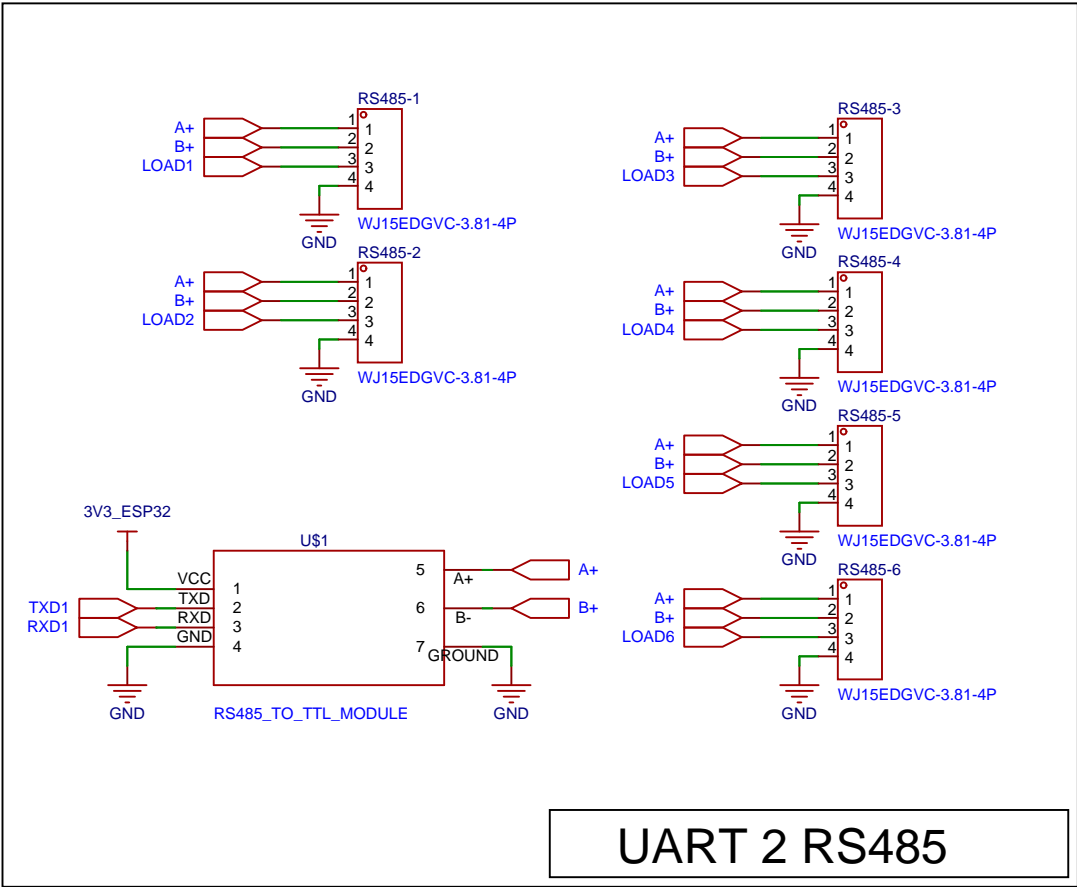 RS485-1
A+
B+
LOAD1
1
2
3
4
1
2
3
4
GND
WJ15EDGVC-3.81-4P
RS485-2
A+
B+
LOAD2
1
2
3
4
1
2
3
4
GND
WJ15EDGVC-3.81-4P
RS485-3
A+
B+
LOAD3
1
2
3
4
1
2
3
4
GND
WJ15EDGVC-3.81-4P
RS485-4
A+
B+
LOAD4
1
2
3
4
1
2
3
4
GND
WJ15EDGVC-3.81-4P
RS485-5
A+
B+
LOAD5
1
2
3
4
1
2
3
4
GND
WJ15EDGVC-3.81-4P
RS485-6
A+
B+
LOAD6
1
2
3
4
1
2
3
4
GND
WJ15EDGVC-3.81-4P
3V3_ESP32
U$1
TXD1
RXD1
VCC
TXD
RXD
GND
1
2
3
4
5
6
7
A+
B-
GROUND
A+
B+
GND
GND
RS485_TO_TTL_MODULE
UART 2 RS485